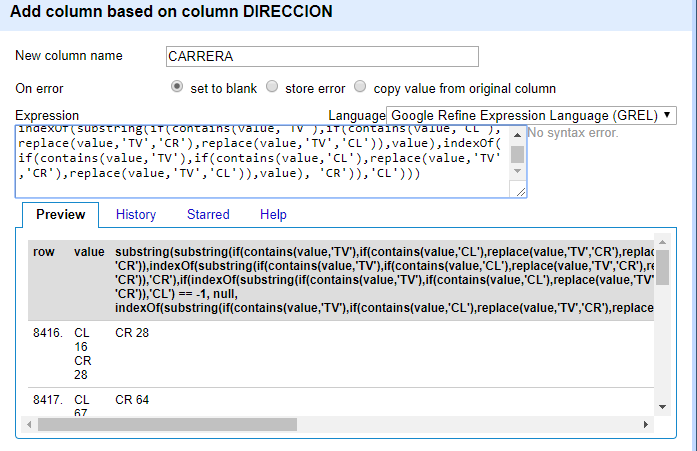 Add column based on column DIRECCION
New column name CARRERA
On error set to blank store error copy value from original column
Expression Language Google Refine Expression Language (GREL)
indexOf(substring(if(contains(value,'TV'),if(contains(value,'CL'),
replace(value,'TV','CR'),replace(value,'TV','CL')),value),indexOf(
if(contains(value,'TV'),if(contains(value,'CL'),replace(value,'TV'
,'CR'),replace(value,'TV','CL')),value), 'CR')),'CL')))
No syntax error.
Preview History Starred Help
row value substring(substring(if(contains(value,'TV'),if(contains(value,'CL'),replace(value,'TV','CR'),replac
'CR')),indexOf(substring(if(contains(value,'TV'),if(contains(value,'CL'),replace(value,'TV','CR'),re
'CR')),'CR'),if(indexOf(substring(if(contains(value,'TV'),if(contains(value,'CL'),replace(value,'TV'
'CR')),'CL') == -1, null,
indexOf(substring(if(contains(value,'TV'),if(contains(value,'CL'),replace(value,'TV','CR'),replace
8416. CL CR 28
16
CR
28
8417. CL CR 64
67